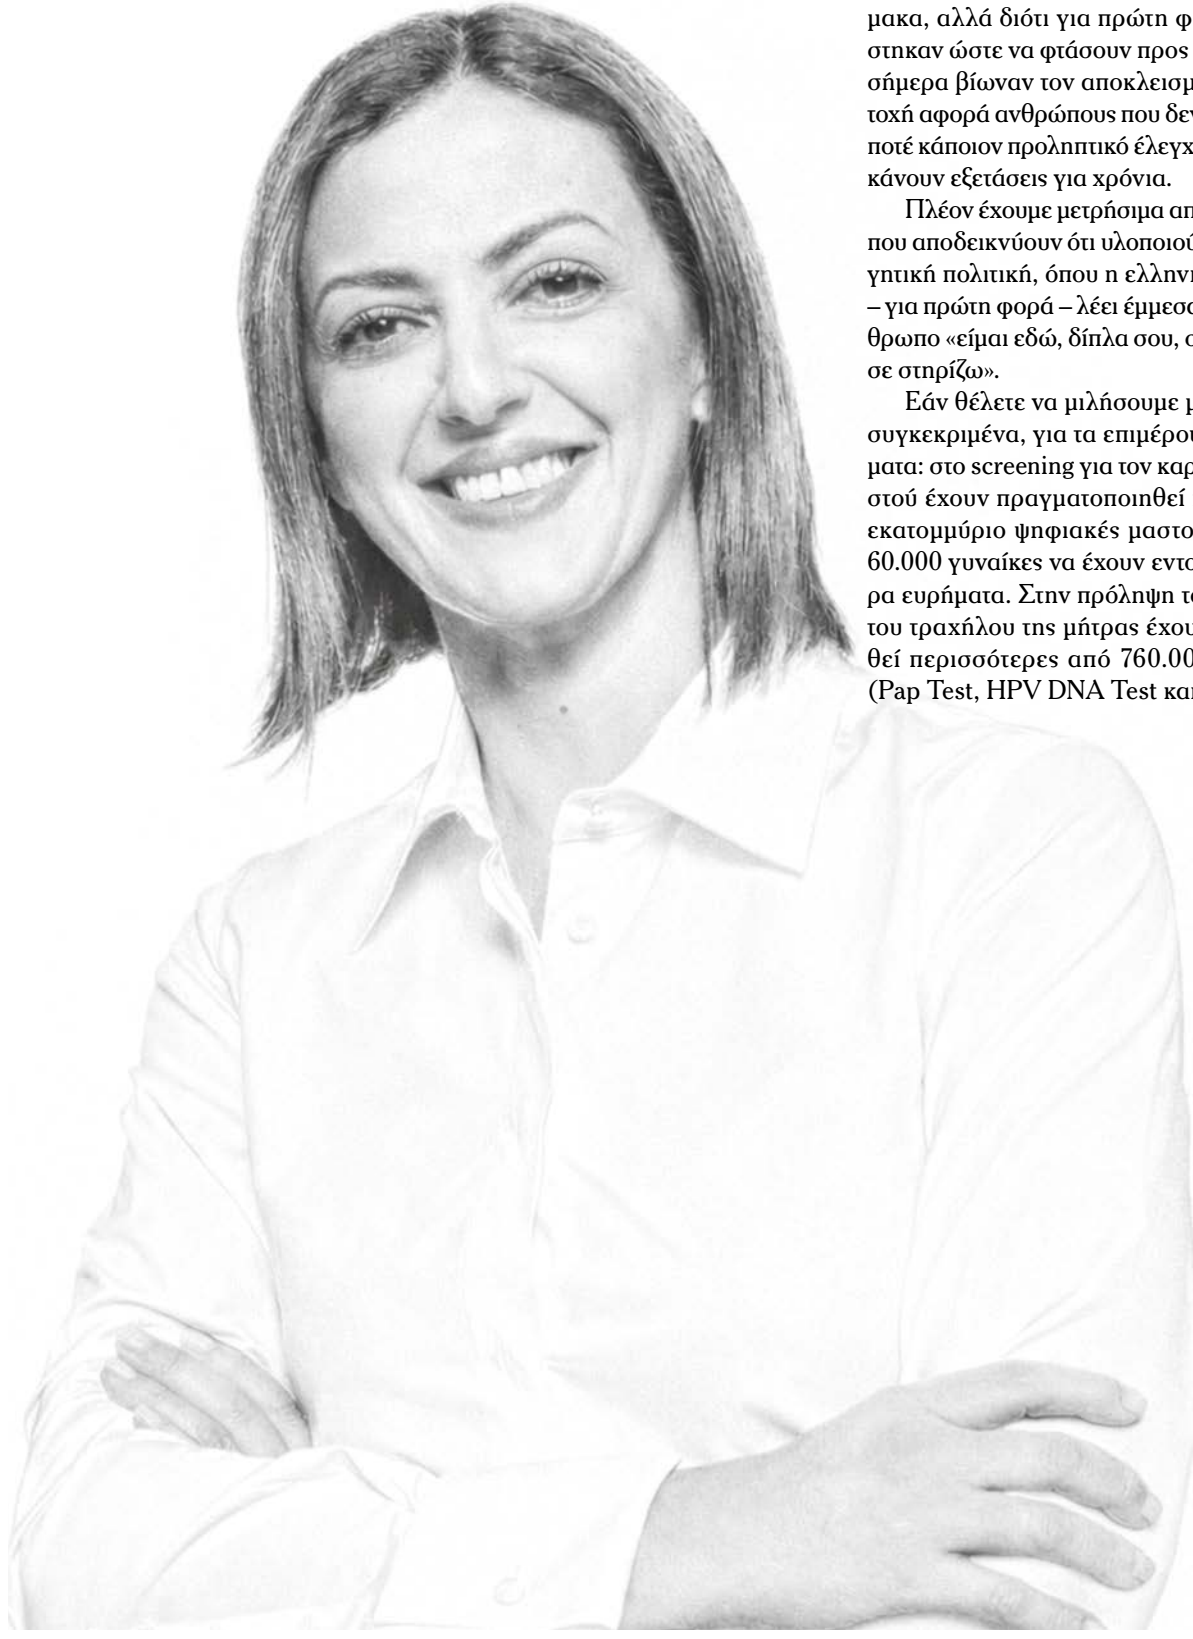 μακα, αλλά διότι για πρώτη φ
στηκαν ώστε να φτάσουν προς
σήμερα βίωναν τον αποκλεισμ
τοχή αφορά ανθρώπους που δεν
ποτέ κάποιον προληπτικό έλεγχ
κάνουν εξετάσεις για χρόνια.
Πλέον έχουμε μετρήσιμα απ
που αποδεικνύουν ότι υλοποιού
γητική πολιτική, όπου η ελλην
– για πρώτη φορά – λέει έμμεσα
θρωπο «είμαι εδώ, δίπλα σου, σ
σε στηρίζω».
Εάν θέλετε να μιλήσουμε μ
συγκεκριμένα, για τα επιμέρου
ματα: στο screening για τον καρ
στού έχουν πραγματοποιηθεί
εκατομμύριο ψηφιακές μαστο
60.000 γυναίκες να έχουν εντο
ρα ευρήματα. Στην πρόληψη το
του τραχήλου της μήτρας έχου
θεί περισσότερες από 760.00
(Pap Test, HPV DNA Test και